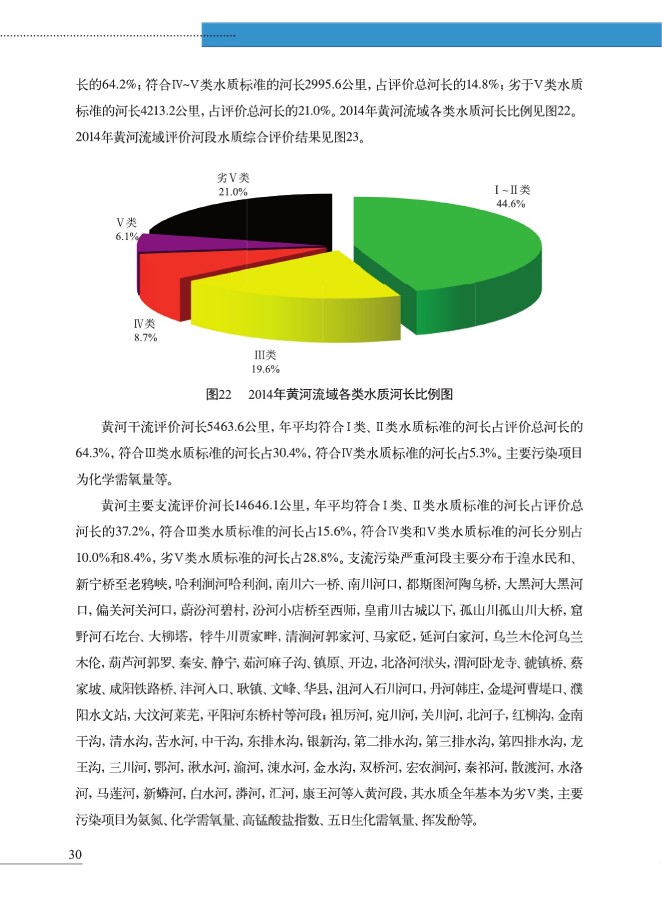 长的64.2%；符合Ⅳ~Ⅴ类水质标准的河长2995.6公里，占评价总河长的14.8%；劣于Ⅴ类水质
标准的河长4213.2公里，占评价总河长的21.0%。2014年黄河流域各类水质河长比例见图22。
2014年黄河流域评价河段水质综合评价结果见图23。
劣Ⅴ类
21.0%
Ⅰ~Ⅱ类
44.6%
Ⅴ类
6.1%
Ⅳ类
8.7%
Ⅲ类
19.6%
图22 2014年黄河流域各类水质河长比例图
黄河干流评价河长5463.6公里，年平均符合Ⅰ类、Ⅱ类水质标准的河长占评价总河长的
64.3%，符合Ⅲ类水质标准的河长占30.4%，符合Ⅳ类水质标准的河长占5.3%。主要污染项目
为化学需氧量等。
黄河主要支流评价河长14646.1公里，年平均符合Ⅰ类、Ⅱ类水质标准的河长占评价总
河长的37.2%，符合Ⅲ类水质标准的河长占15.6%，符合Ⅳ类和Ⅴ类水质标准的河长分别占
10.0%和8.4%，劣Ⅴ类水质标准的河长占28.8%。支流污染严重河段主要分布于湟水民和、
新宁桥至老鸦峡，哈利涧河哈利涧，南川六一桥、南川河口，都斯图河陶乌桥，大黑河大黑河
口，偏关河关河口，蔚汾河碧村，汾河小店桥至西师，皇甫川古城以下，孤山川孤山川大桥，窟
野河石圪台、大柳塔，㹀牛川贾家畔，清涧河郭家河、马家砭，延河白家河，乌兰木伦河乌兰
木伦，葫芦河郭罗、秦安、静宁，茹河麻子沟、镇原、开边，北洛河洑头，渭河卧龙寺、虢镇桥、蔡
家坡、咸阳铁路桥、沣河入口、耿镇、文峰、华县，沮河入石川河口，丹河韩庄，金堤河曹堤口、濮
阳水文站，大汶河莱芜，平阳河东桥村等河段；祖厉河，宛川河，关川河，北河子，红柳沟，金南
干沟，清水沟，苦水河，中干沟，东排水沟，银新沟，第二排水沟，第三排水沟，第四排水沟，龙
王沟，三川河，鄂河，湫水河，渝河，涑水河，金水沟，双桥河，宏农涧河，秦祁河，散渡河，水洛
河，马莲河，新蟒河，白水河，漭河，汇河，康王河等入黄河段，其水质全年基本为劣Ⅴ类，主要
污染项目为氨氮、化学需氧量、高锰酸盐指数、五日生化需氧量、挥发酚等。
30